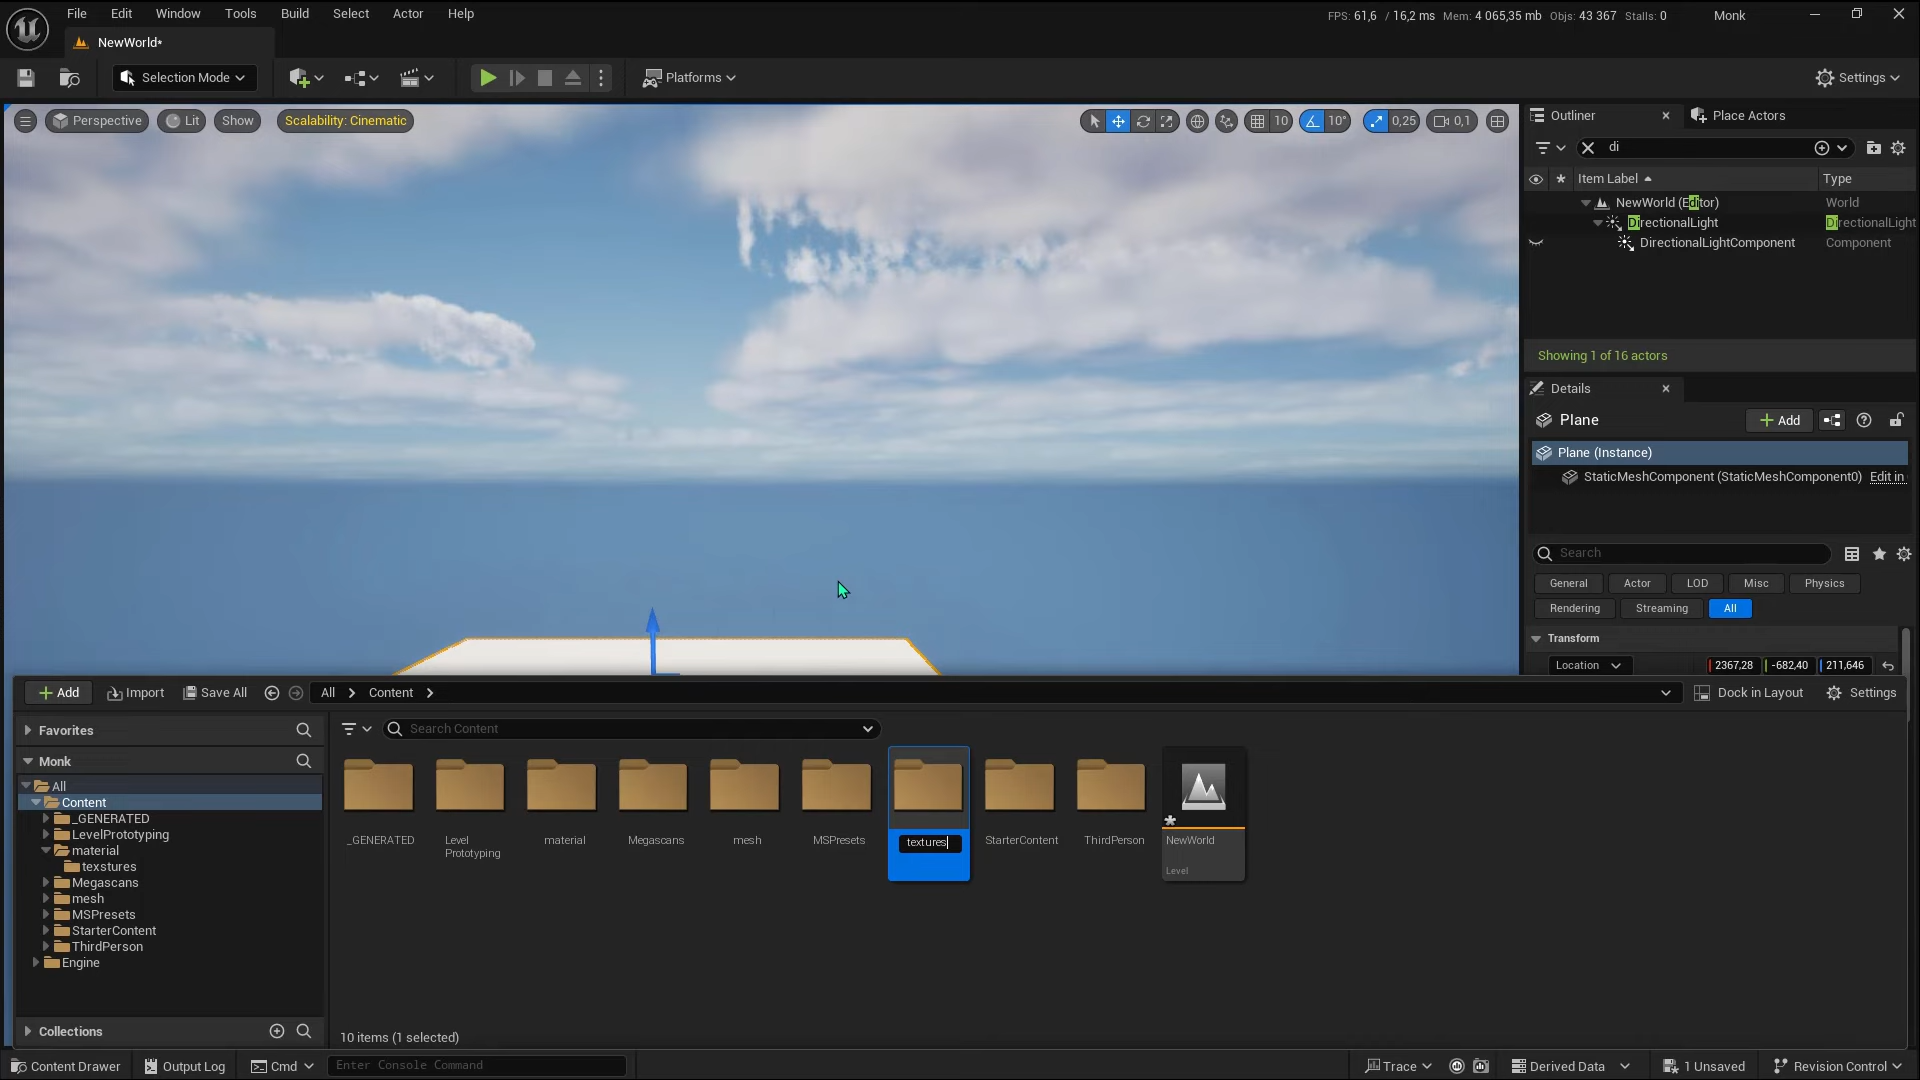 File Edit Window Tools Build Select Actor Help
FPS: 61,6 / 16,2 ms Mem: 4 065,35 mb Objs: 43 367 Stalls: 0 Monk
NewWorld*
Selection Mode Platforms Settings
Perspective Lit Show Scalability: Cinematic 10 10° 0,25 0,1
Outliner Place Actors
di
Item Label Type
NewWorld (Editor) World
DirectionalLight DirectionalLight
DirectionalLightComponent Component
Showing 1 of 16 actors
Details
Plane Add
Plane (Instance)
StaticMeshComponent (StaticMeshComponent0) Edit in
Search
General Actor LOD Misc Physics
Rendering Streaming All
Transform
Location 2367,28 -682,40 211,646
Add Import Save All All Content Dock in Layout Settings
Favorites
Search Content
Monk
All
Content
_GENERATED
LevelPrototyping
material
texstures
Megascans
mesh
MSPresets
StarterContent
ThirdPerson
Engine
Collections
_GENERATED Level material Megascans mesh MSPresets textures StarterContent ThirdPerson NewWorld
Prototyping
Level
10 items (1 selected)
Content Drawer Output Log Cmd Enter Console Command Trace Derived Data 1 Unsaved Revision Control